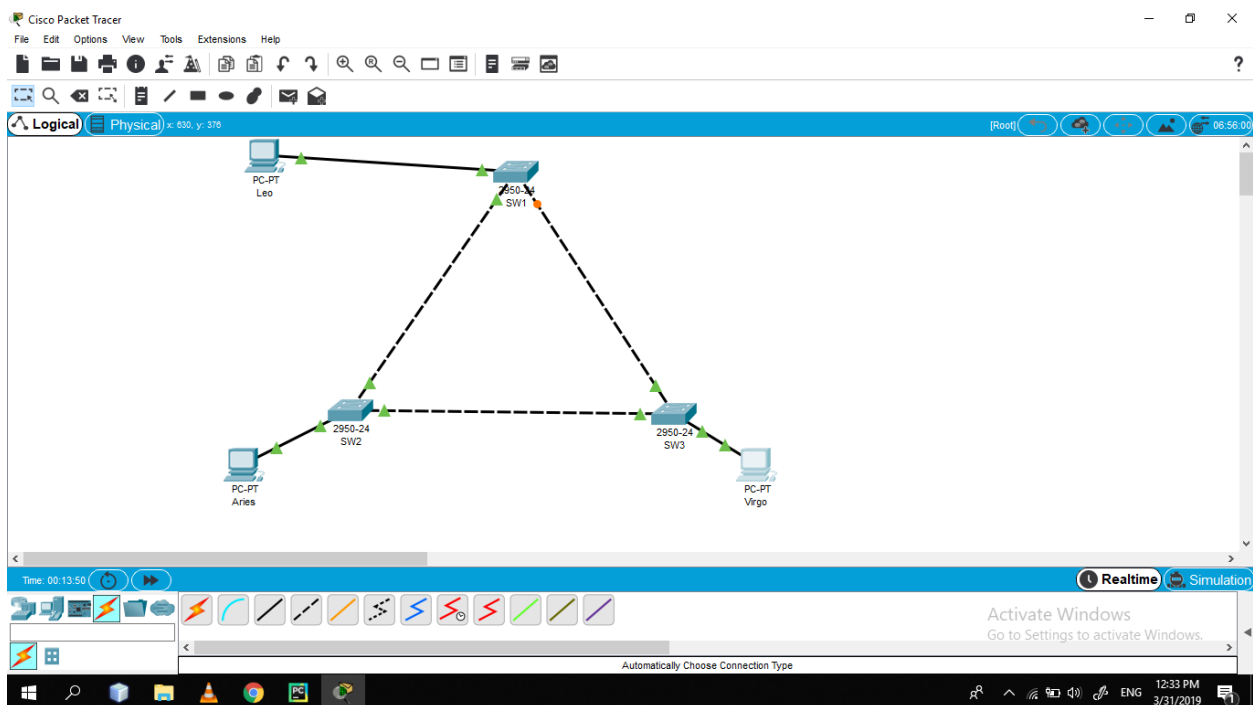 Cisco Packet Tracer
File Edit Options View Tools Extensions Help
?
Logical Physical x: 630, y: 376 [Root] 06:56:00
PC-PT
Leo
2950-24
SW1
2950-24
SW2
2950-24
SW3
PC-PT
Aries
PC-PT
Virgo
Time: 00:13:50 Realtime Simulation
Activate Windows
Go to Settings to activate Windows.
Automatically Choose Connection Type
ENG 12:33 PM
3/31/2019